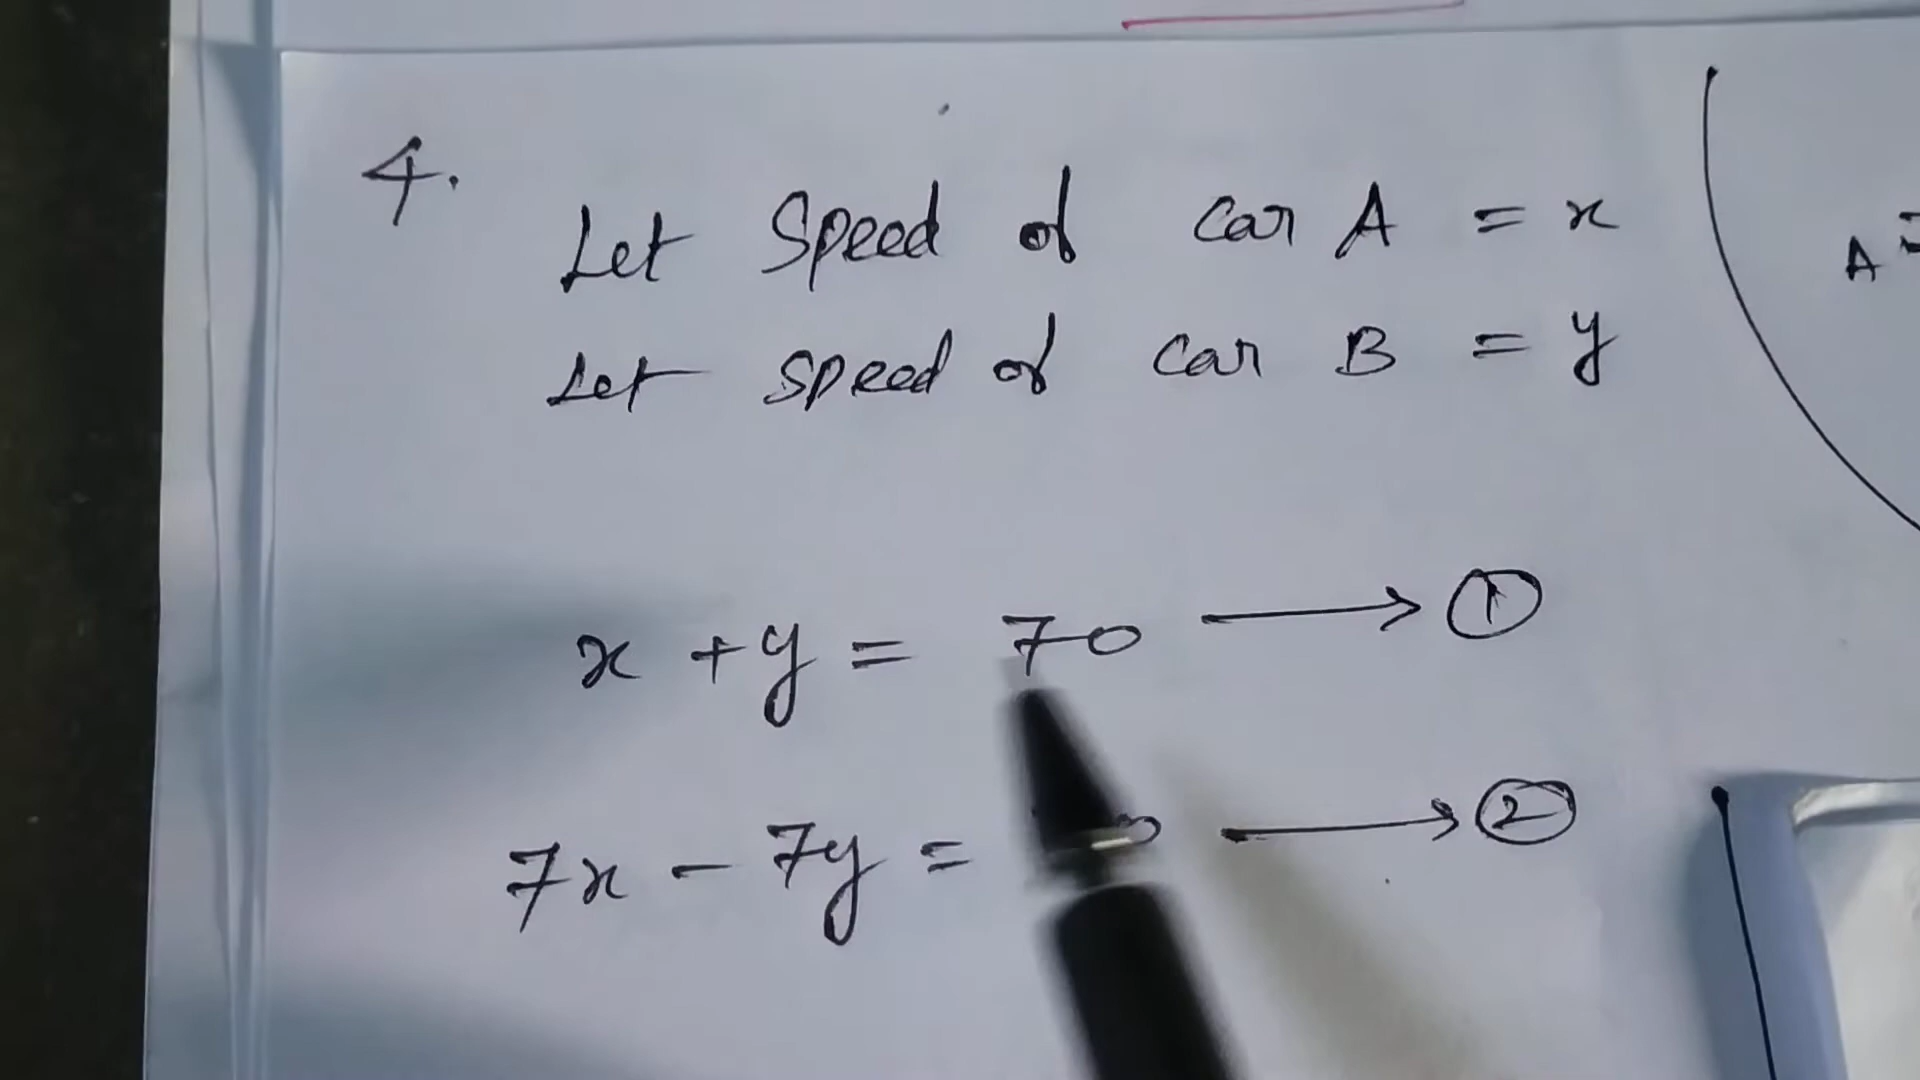 4.
Let Speed of car A = x
Let speed of car B = y
x + y = 70 → ①
7x - 7y = → ②
A =